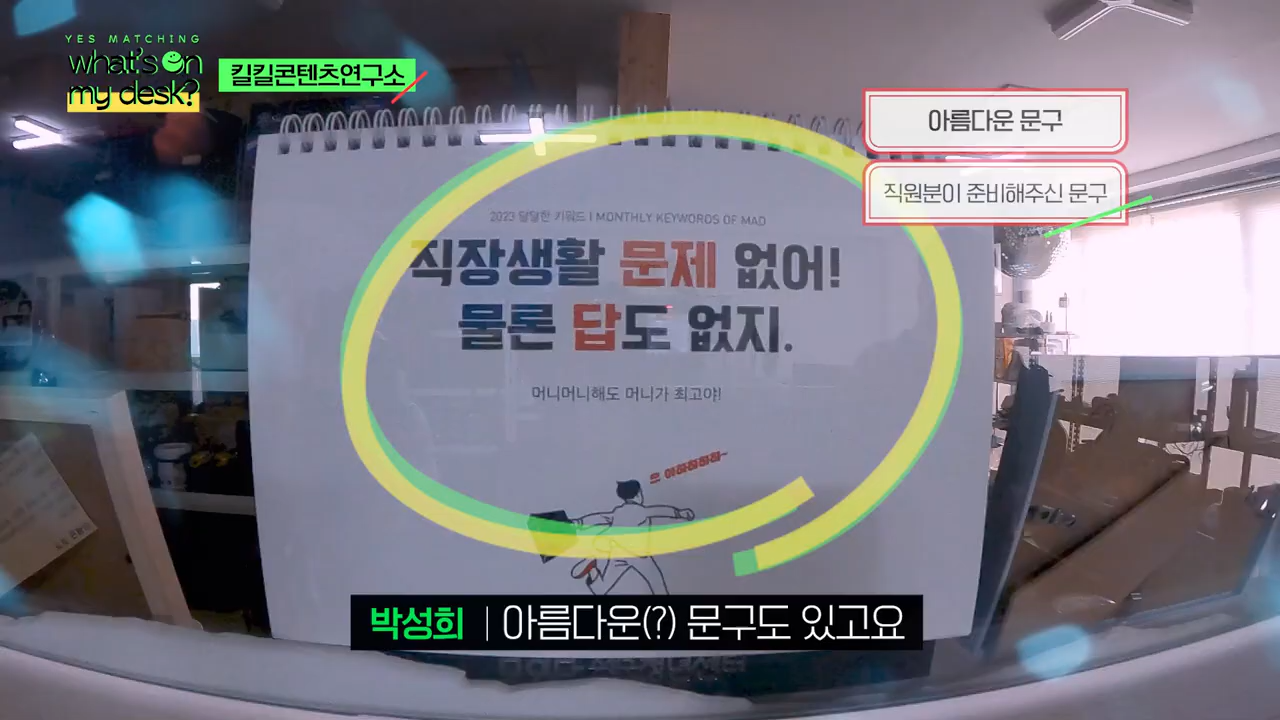 YES MATCHING
what's on
my desk?
킬킬콘텐츠연구소
아름다운 문구
직원분이 준비해주신 문구
2023 달달한 키워드 I MONTHLY KEYWORDS OF MAD
직장생활 문제 없어!
물론 답도 없지.
머니머니해도 머니가 최고야!
박성희 | 아름다운(?) 문구도 있고요